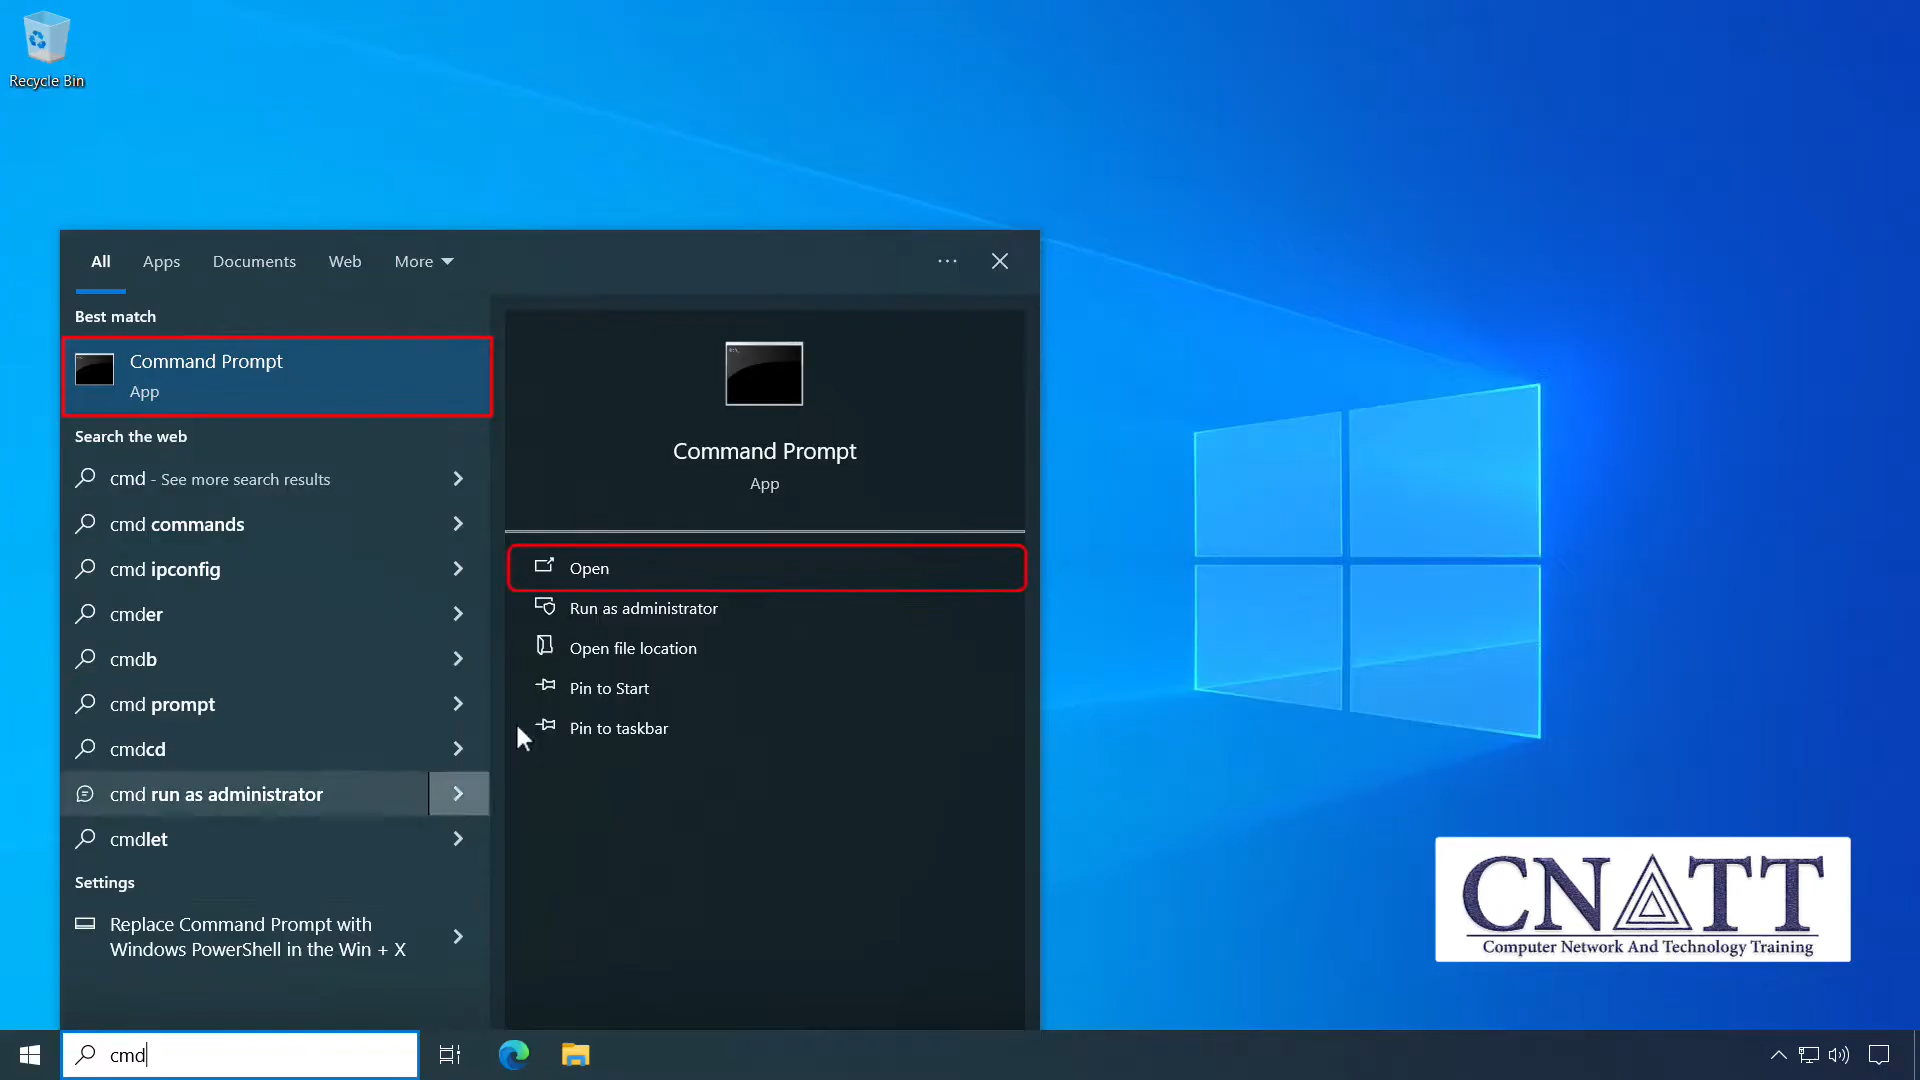 Recycle Bin
All Apps Documents Web More
Best match
Command Prompt
App
Search the web
cmd - See more search results
cmd commands
cmd ipconfig
cmder
cmdb
cmd prompt
cmdcd
cmd run as administrator
cmdlet
Settings
Replace Command Prompt with
Windows PowerShell in the Win + X
Command Prompt
App
Open
Run as administrator
Open file location
Pin to Start
Pin to taskbar
CNATT
Computer Network And Technology Training
cmd